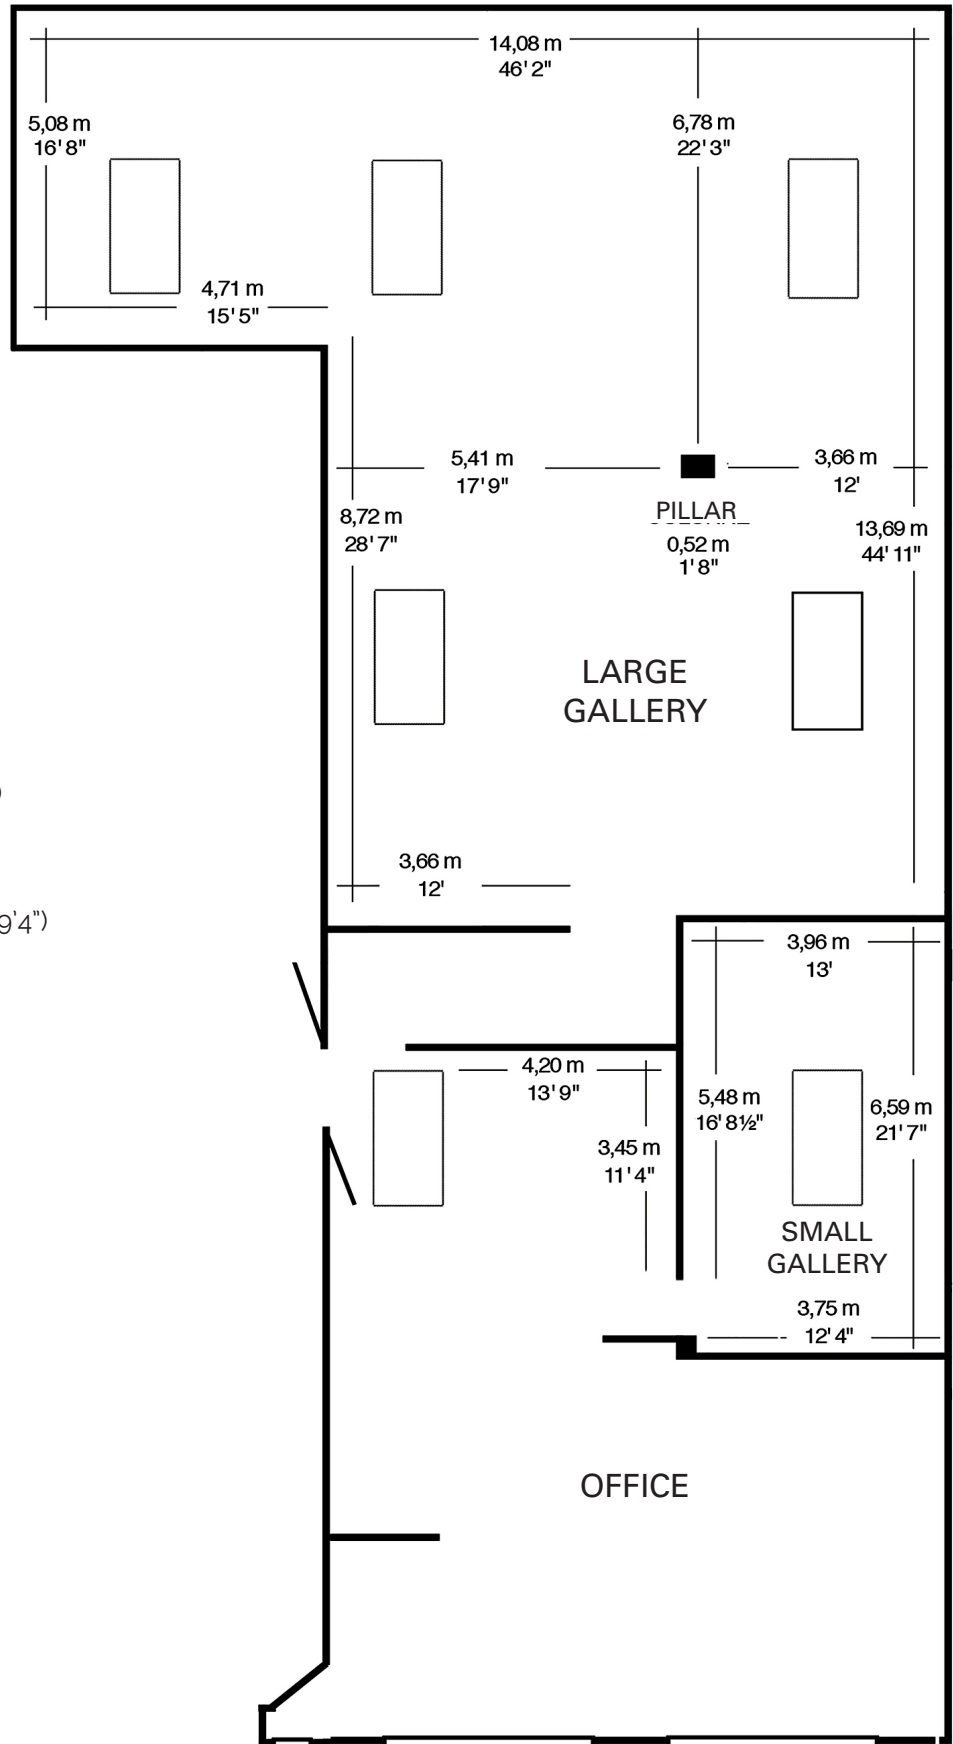 14,08 m
46' 2"
5,08 m
16' 8"
6,78 m
22' 3"
4,71 m
15' 5"
5,41 m
17' 9"
3,66 m
12'
8,72 m
28' 7"
PILLAR
0,52 m
1' 8"
13,69 m
44' 11"
LARGE
GALLERY
)
3,66 m
12'
9'4")
3,96 m
13'
4,20 m
13' 9"
5,48 m
16' 8½"
6,59 m
21' 7"
3,45 m
11' 4"
SMALL
GALLERY
3,75 m
12' 4"
OFFICE